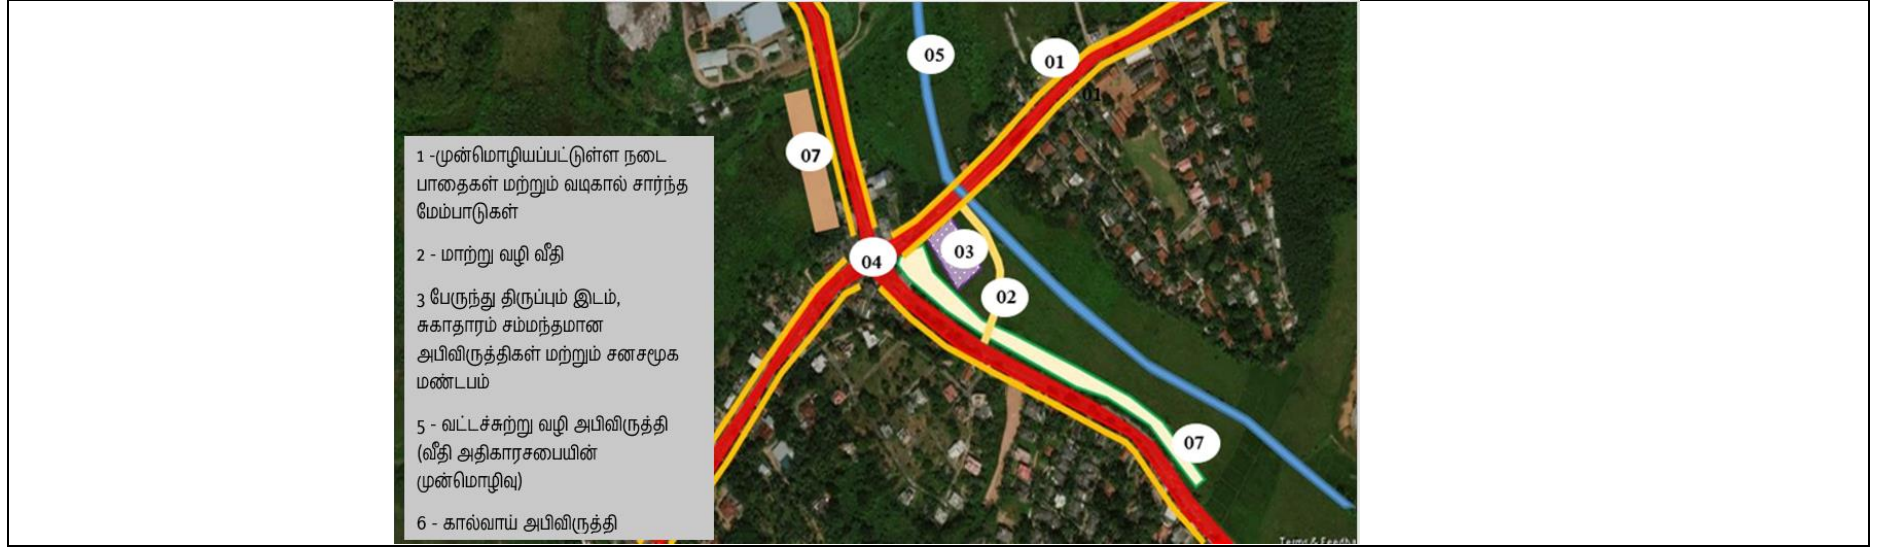 05
01
01
1 -முன்மொழியப்பட்டுள்ள நடை
பாதைகள் மற்றும் வடிகால் சார்ந்த
மேம்பாடுகள்
07
2 - மாற்று வழி வீதி
03
04
3 பேருந்து திருப்பும் இடம்,
சுகாதாரம் சம்மந்தமான
அபிவிருத்திகள் மற்றும் சனசமூக
மண்டபம்
02
5 - வட்டச்சுற்று வழி அபிவிருத்தி
(வீதி அதிகாரசபையின்
முன்மொழிவு)
07
6 - கால்வாய் அபிவிருத்தி
Terms & Feedba